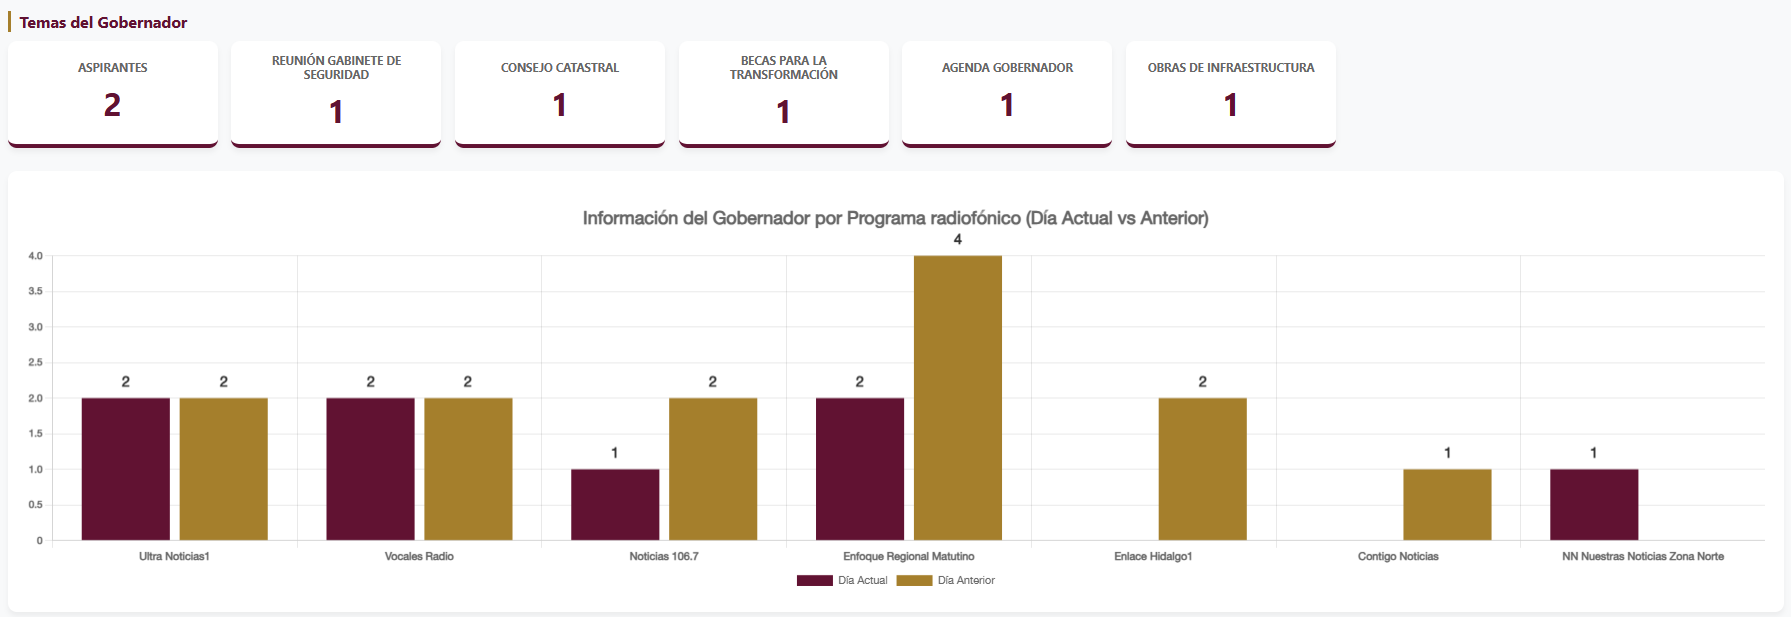 Temas del Gobernador
ASPIRANTES
2
REUNIÓN GABINETE DE
SEGURIDAD
1
CONSEJO CATASTRAL
1
BECAS PARA LA
TRANSFORMACIÓN
1
AGENDA GOBERNADOR
1
OBRAS DE INFRAESTRUCTURA
1
Información del Gobernador por Programa radiofónico (Día Actual vs Anterior)
4.0
3.5
3.0
2.5
2.0
1.5
1.0
0.5
0
2
2
2
2
1
2
2
4
2
1
1
Ultra Noticias1
Vocales Radio
Noticias 106.7
Enfoque Regional Matutino
Enlace Hidalgo1
Contigo Noticias
NN Nuestras Noticias Zona Norte
Día Actual
Día Anterior